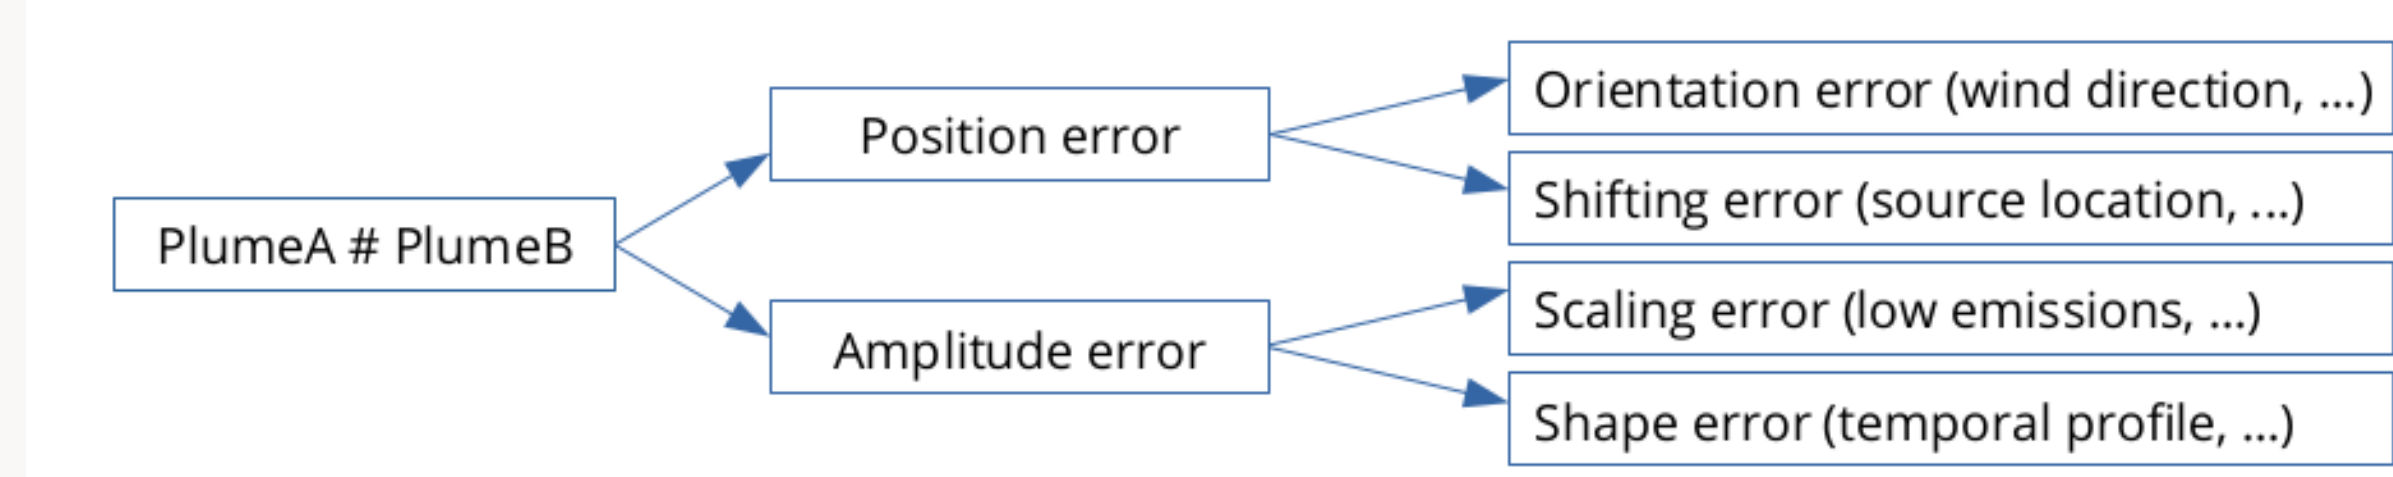 PlumeA # PlumeB
Position error
Amplitude error
Orientation error (wind direction, ...)
Shifting error (source location, ...)
Scaling error (low emissions, ...)
Shape error (temporal profile, ...)